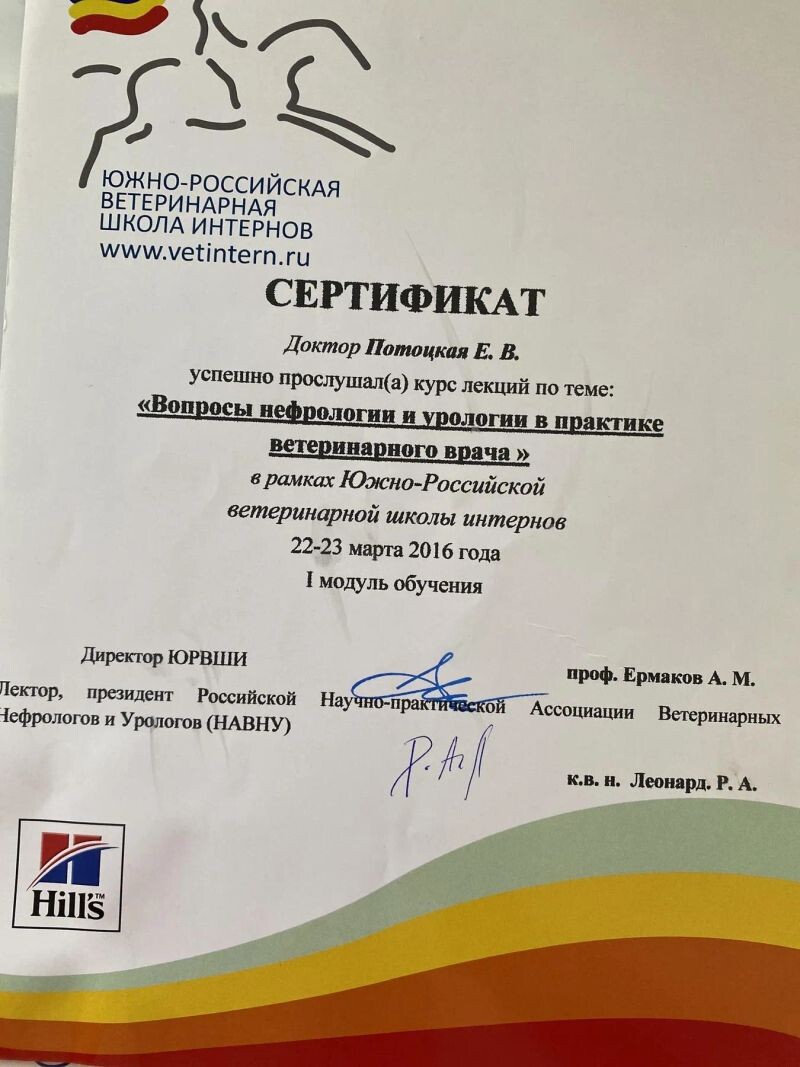 ЮЖНО-РОССИЙСКАЯ
ВЕТЕРИНАРНАЯ
ШКОЛА ИНТЕРНОВ
www.vetintern.ru
СЕРТИФИКАТ
Доктор Потоцкая Е. В.
успешно прослушал(а) курс лекций по теме:
«Вопросы нефрологии и урологии в практике
ветеринарного врача »
в рамках Южно-Российской
ветеринарной школы интернов
22-23 марта 2016 года
I модуль обучения
Директор ЮРВШИ
проф. Ермаков А. М.
Лектор, президент Российской Научно-практической Ассоциации Ветеринарных
Нефрологов и Урологов (НАВНУ)
к.в. н. Леонард. Р. А.
Hill's™